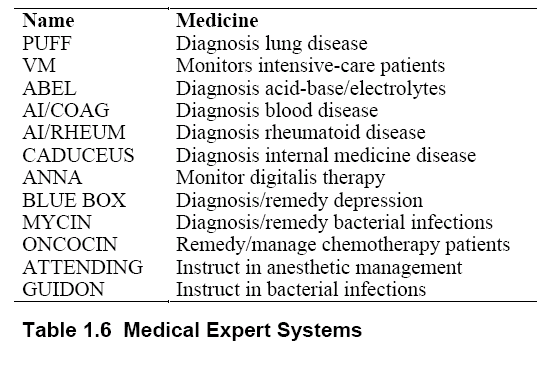 Name Medicine
PUFF Diagnosis lung disease
VM Monitors intensive-care patients
ABEL Diagnosis acid-base/electrolytes
AI/COAG Diagnosis blood disease
AI/RHEUM Diagnosis rheumatoid disease
CADUCEUS Diagnosis internal medicine disease
ANNA Monitor digitalis therapy
BLUE BOX Diagnosis/remedy depression
MYCIN Diagnosis/remedy bacterial infections
ONCOCIN Remedy/manage chemotherapy patients
ATTENDING Instruct in anesthetic management
GUIDON Instruct in bacterial infections
Table 1.6 Medical Expert Systems